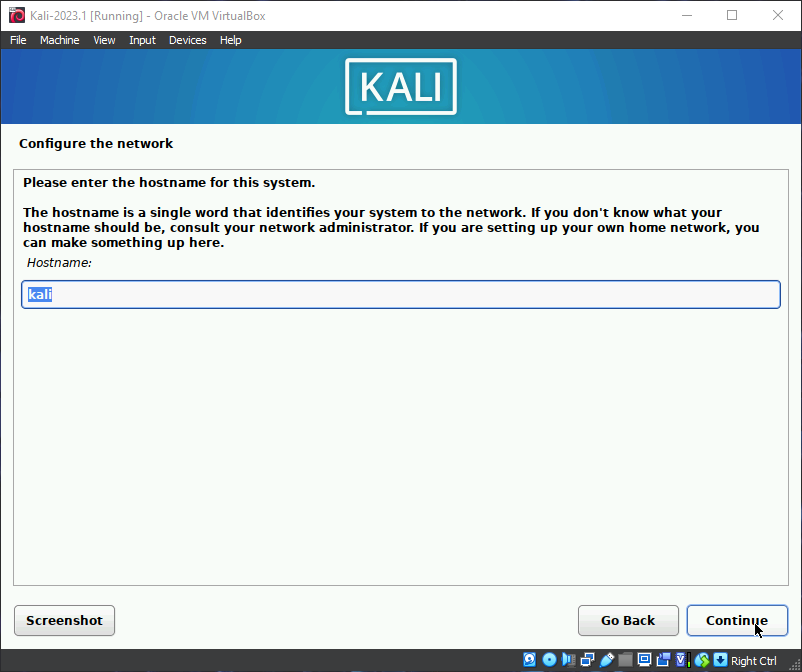 Kali-2023.1 [Running] - Oracle VM VirtualBox
File Machine View Input Devices Help
KALI
Configure the network
Please enter the hostname for this system.
The hostname is a single word that identifies your system to the network. If you don't know what your
hostname should be, consult your network administrator. If you are setting up your own home network, you
can make something up here.
Hostname:
kali
Screenshot Go Back Continue
Right Ctrl